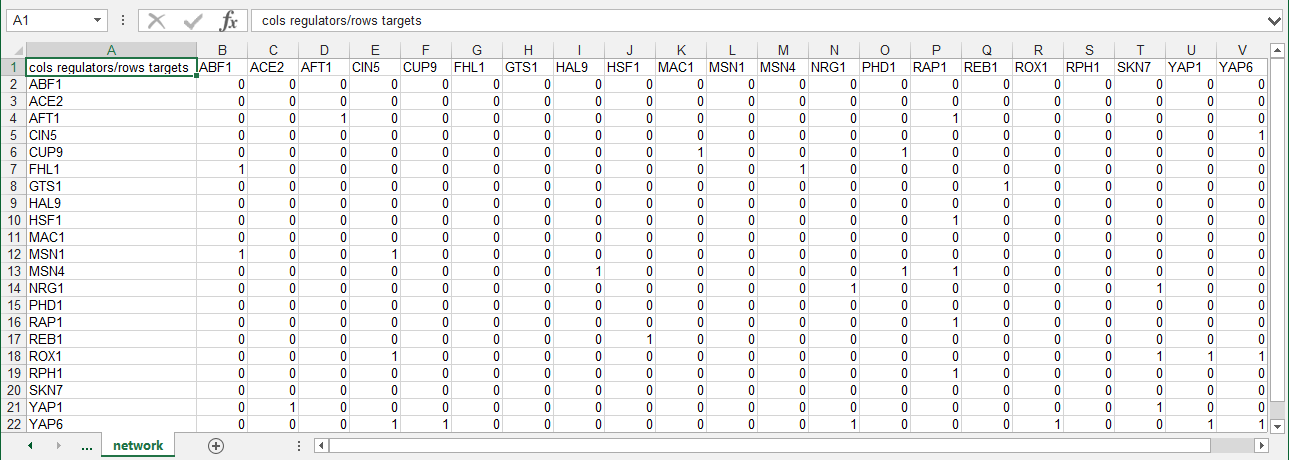 A1 fx cols regulators/rows targets
A B C D E F G H I J K L M N O P Q R S T U V
1 cols regulators/rows targets ABF1 ACE2 AFT1 CIN5 CUP9 FHL1 GTS1 HAL9 HSF1 MAC1 MSN1 MSN4 NRG1 PHD1 RAP1 REB1 ROX1 RPH1 SKN7 YAP1 YAP6
2 ABF1 0 0 0 0 0 0 0 0 0 0 0 0 0 0 0 0 0 0 0 0 0
3 ACE2 0 0 0 0 0 0 0 0 0 0 0 0 0 0 0 0 0 0 0 0 0
4 AFT1 0 0 1 0 0 0 0 0 0 0 0 0 0 0 1 0 0 0 0 0 0
5 CIN5 0 0 0 0 0 0 0 0 0 0 0 0 0 0 0 0 0 0 0 0 1
6 CUP9 0 0 0 0 0 0 0 0 0 1 0 0 0 1 0 0 0 0 0 0 0
7 FHL1 1 0 0 0 0 0 0 0 0 0 0 1 0 0 0 0 0 0 0 0 0
8 GTS1 0 0 0 0 0 0 0 0 0 0 0 0 0 0 0 1 0 0 0 0 0
9 HAL9 0 0 0 0 0 0 0 0 0 0 0 0 0 0 0 0 0 0 0 0 0
10 HSF1 0 0 0 0 0 0 0 0 0 0 0 0 0 0 1 0 0 0 0 0 0
11 MAC1 0 0 0 0 0 0 0 0 0 0 0 0 0 0 0 0 0 0 0 0 0
12 MSN1 1 0 0 1 0 0 0 0 0 0 0 0 0 0 0 0 0 0 0 0 0
13 MSN4 0 0 0 0 0 0 0 1 0 0 0 0 0 1 1 0 0 0 0 0 0
14 NRG1 0 0 0 0 0 0 0 0 0 0 0 0 1 0 0 0 0 0 1 0 0
15 PHD1 0 0 0 0 0 0 0 0 0 0 0 0 0 0 0 0 0 0 0 0 0
16 RAP1 0 0 0 0 0 0 0 0 0 0 0 0 0 0 1 0 0 0 0 0 0
17 REB1 0 0 0 0 0 0 0 0 1 0 0 0 0 0 0 0 0 0 0 0 0
18 ROX1 0 0 0 1 0 0 0 0 0 0 0 0 0 0 0 0 0 0 1 1 1
19 RPH1 0 0 0 0 0 0 0 0 0 0 0 0 0 0 1 0 0 0 0 0 0
20 SKN7 0 0 0 0 0 0 0 0 0 0 0 0 0 0 0 0 0 0 0 0 0
21 YAP1 0 1 0 0 0 0 0 0 0 0 0 0 0 0 0 0 0 0 1 0 0
22 YAP6 0 0 0 1 1 0 0 0 0 0 0 0 1 0 0 0 1 0 0 1 1
... network